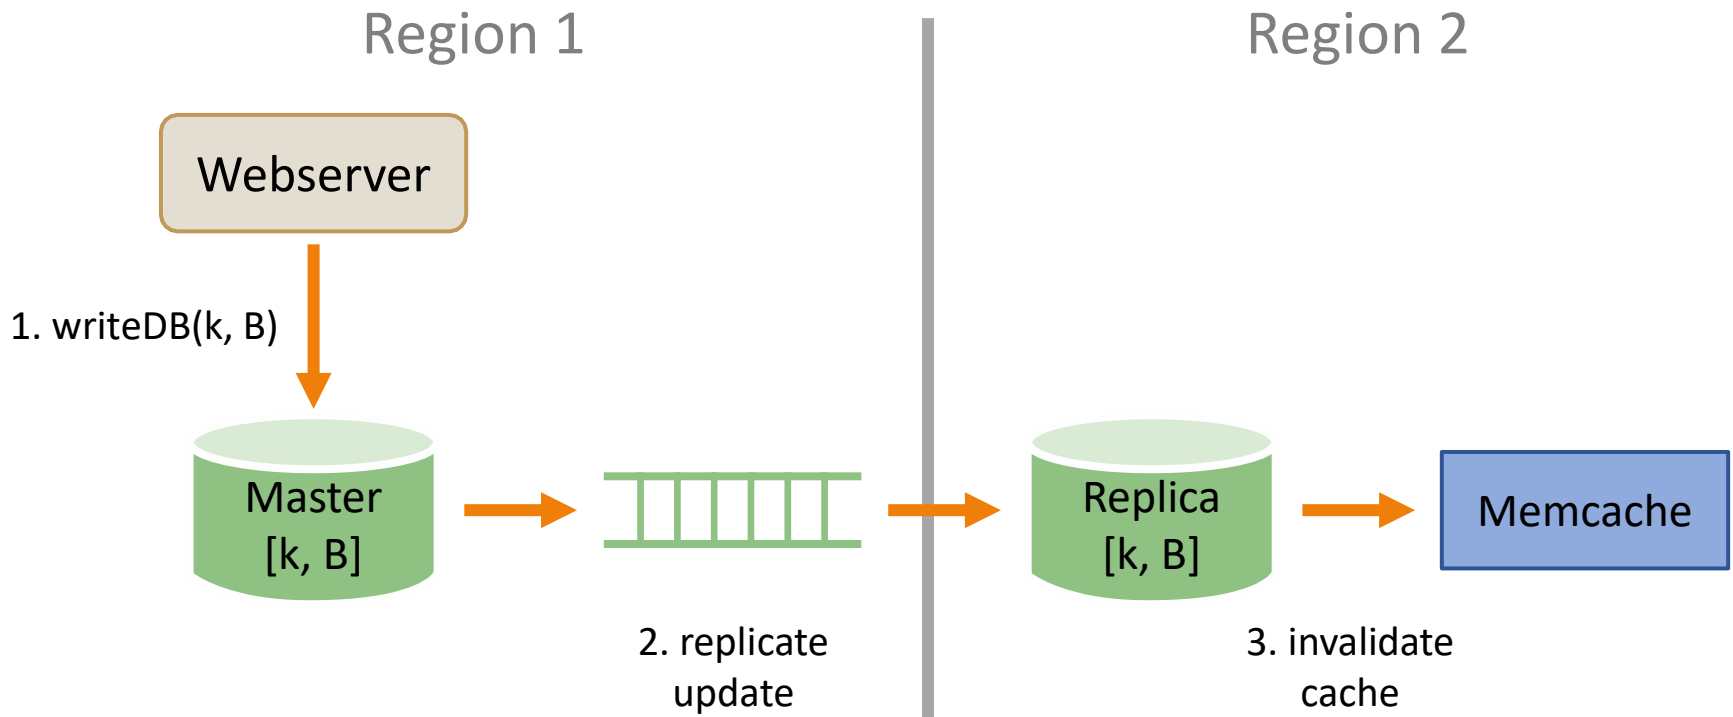 Region 1
Region 2
Webserver
1. writeDB(k, B)
Master
[k, B]
Replica
[k, B]
Memcache
2. replicate
update
3. invalidate
cache